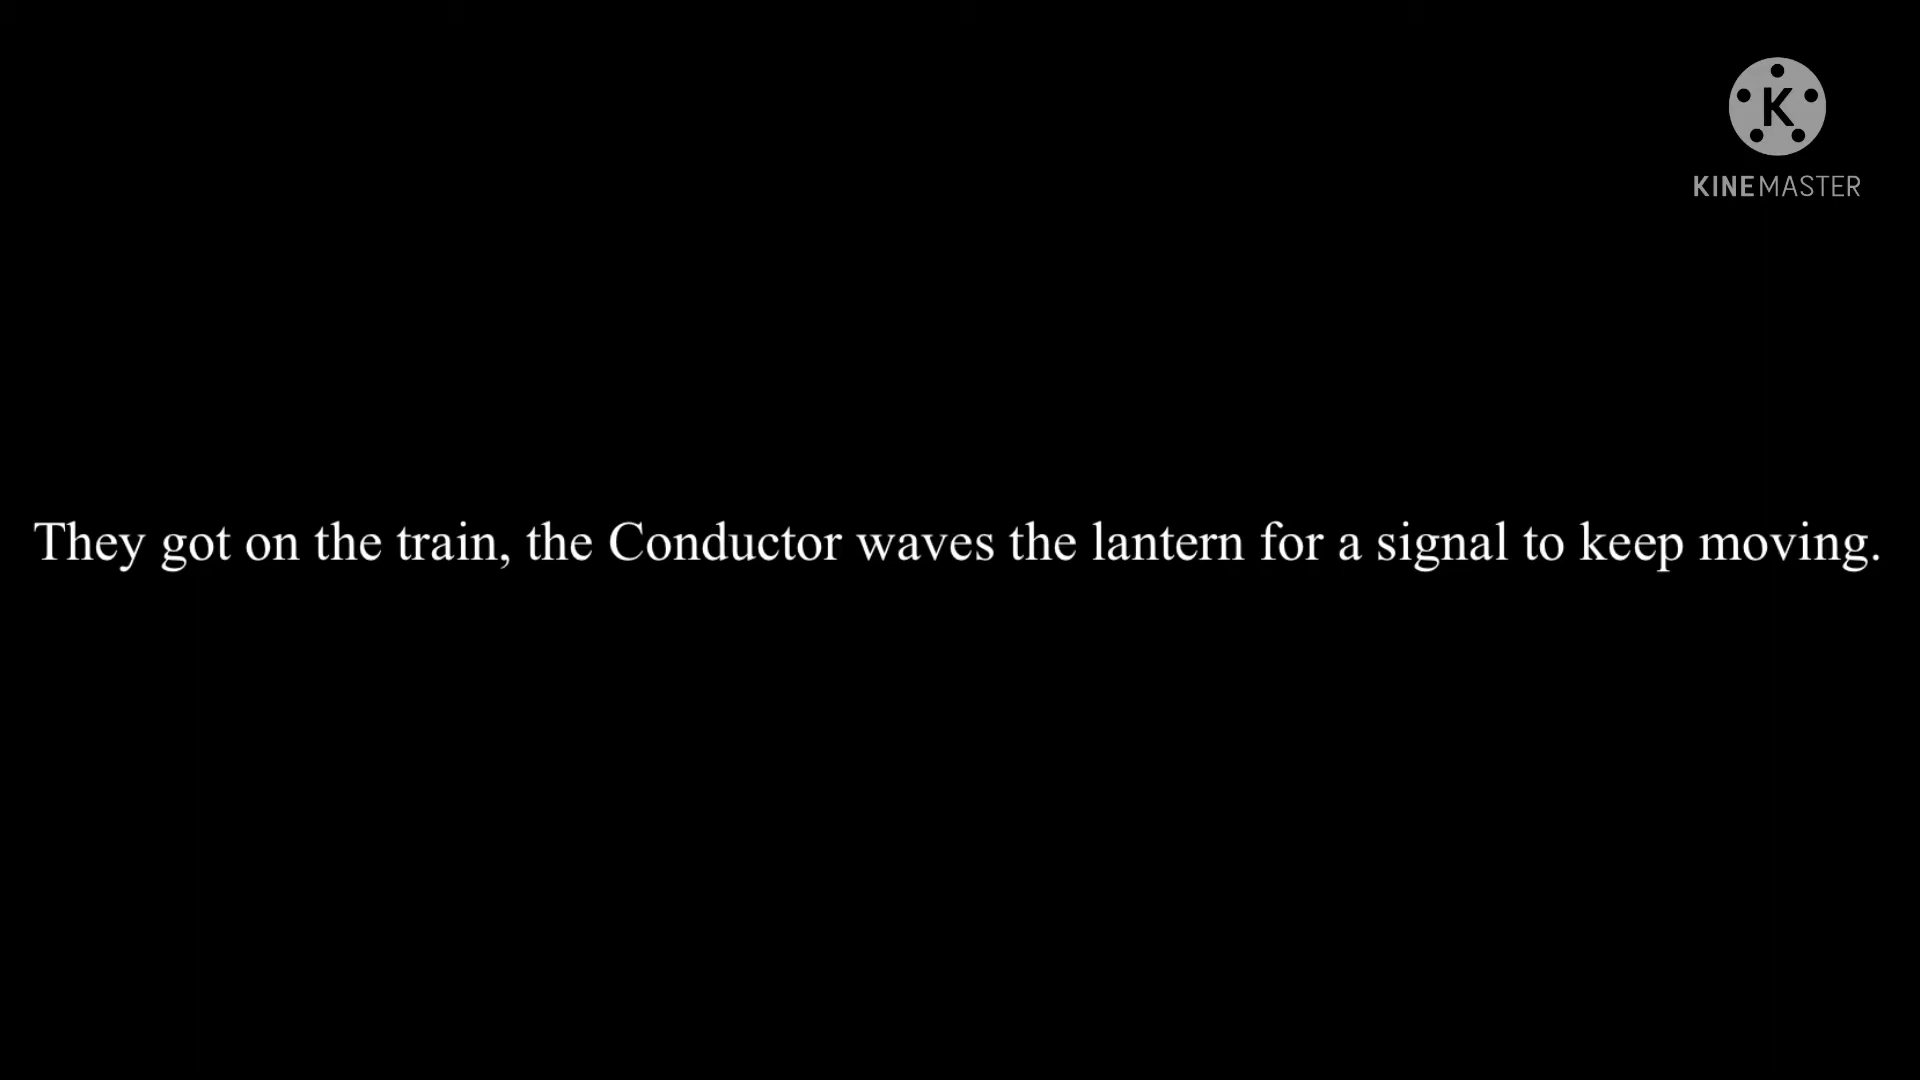 K
KINEMASTER
They got on the train, the Conductor waves the lantern for a signal to keep moving.